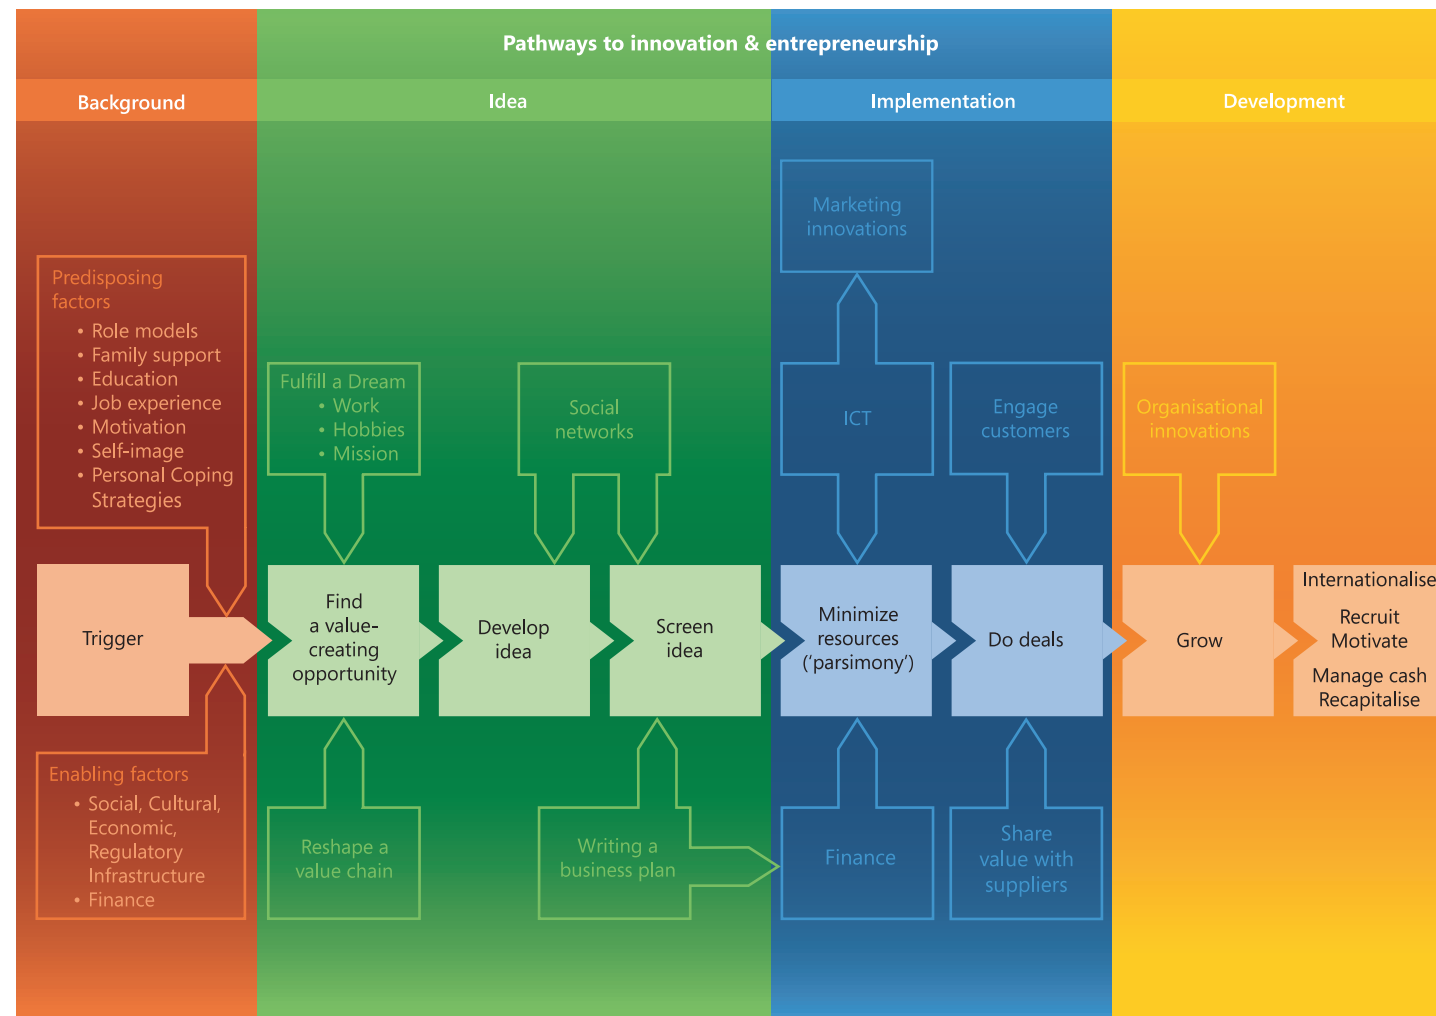 Pathways to innovation & entrepreneurship
Background
Idea
Implementation
Development
Predisposing
factors
• Role models
• Family support
• Education
• Job experience
• Motivation
• Self-image
• Personal Coping
Strategies
Trigger
Enabling factors
• Social, Cultural,
Economic,
Regulatory
Infrastructure
• Finance
Fulfill a Dream
• Work
• Hobbies
• Mission
Social
networks
Find
a value-
creating
opportunity
Develop
idea
Screen
idea
Reshape a
value chain
Writing a
business plan
Marketing
innovations
ICT
Engage
customers
Minimize
resources
(‘parsimony’)
Do deals
Finance
Share
value with
suppliers
Organisational
innovations
Grow
Internationalise
Recruit
Motivate
Manage cash
Recapitalise